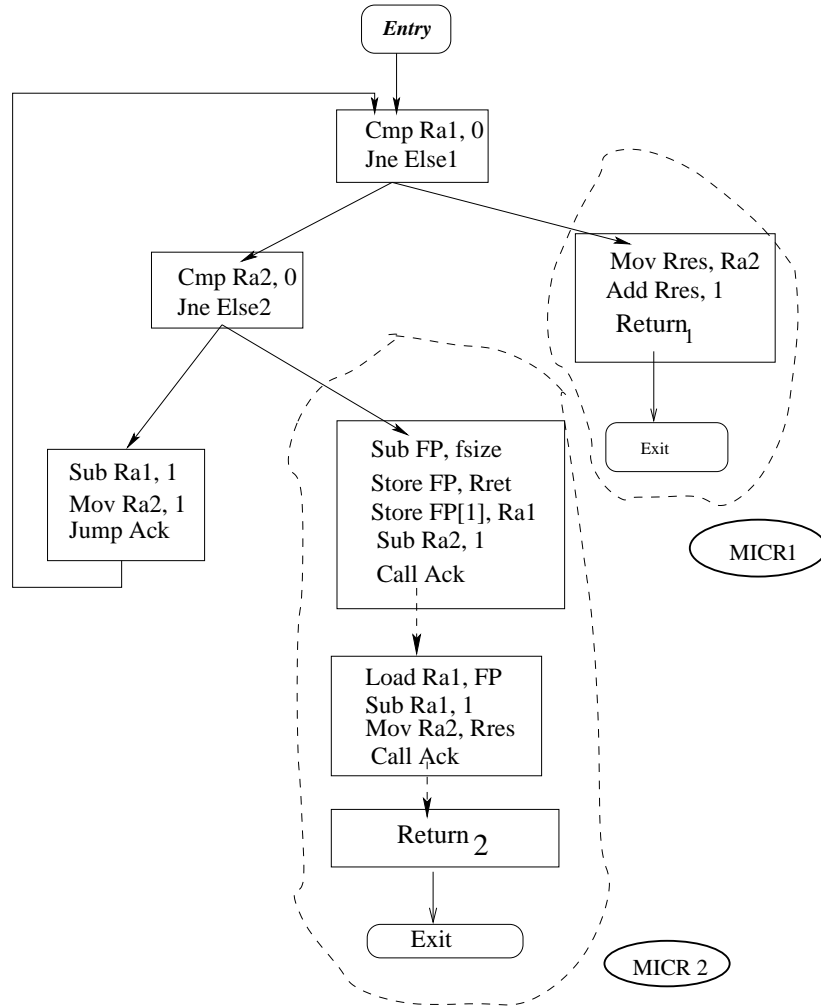 Entry
Cmp Ra1, 0
Jne Else1
Cmp Ra2, 0
Jne Else2
Mov Rres, Ra2
Add Rres, 1
Return1
Exit
MICR1
Sub Ra1, 1
Mov Ra2, 1
Jump Ack
Sub FP, fsize
Store FP, Rret
Store FP[1], Ra1
Sub Ra2, 1
Call Ack
Load Ra1, FP
Sub Ra1, 1
Mov Ra2, Rres
Call Ack
Return 2
Exit
MICR 2